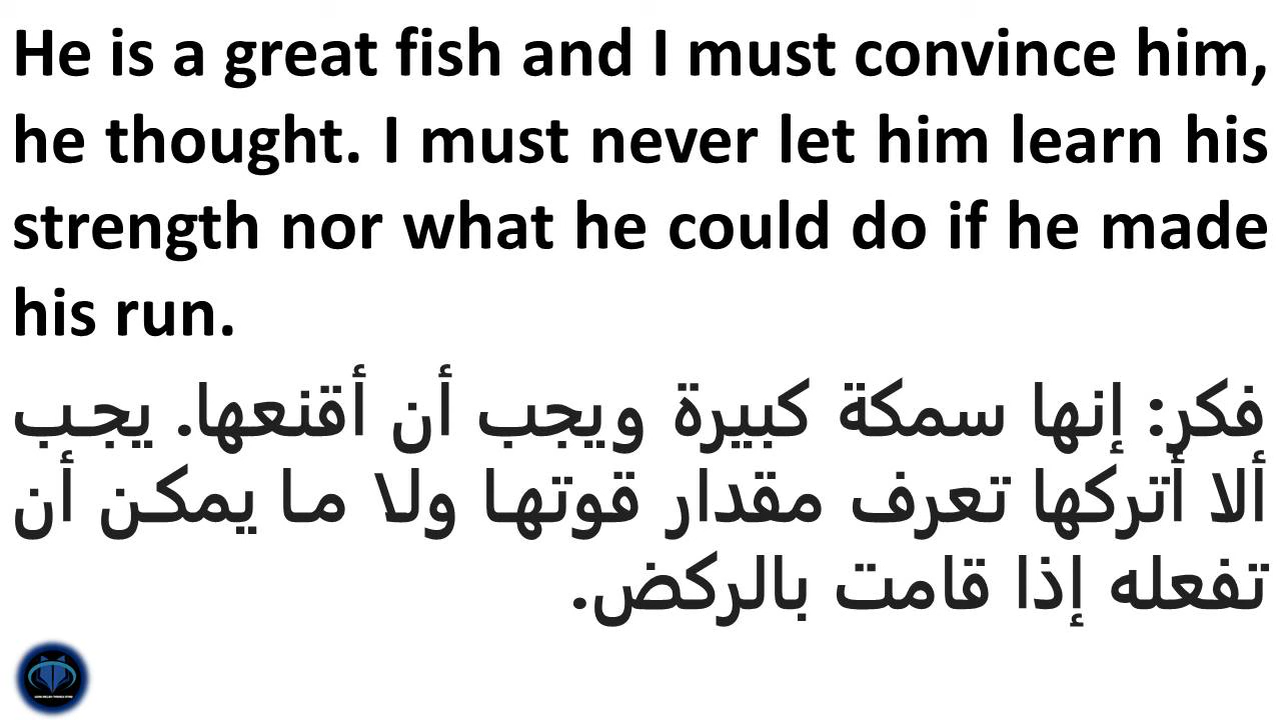 He is a great fish and I must convince him,
he thought. I must never let him learn his
strength nor what he could do if he made
his run.
فكر: إنها سمكة كبيرة ويجب أن أقنعها. يجب
ألا أتركها تعرف مقدار قوتها ولا ما يمكن أن
تفعله إذا قامت بالركض.